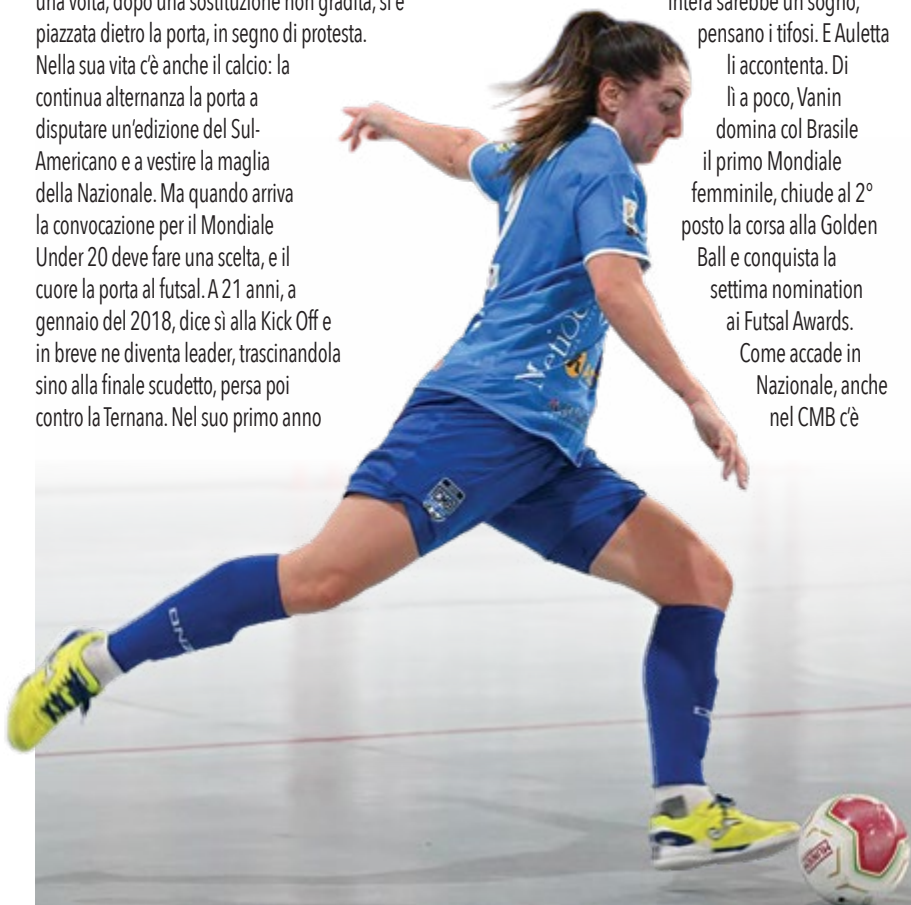 una volta, dopo una sostituzione non gradita, si è
piazzata dietro la porta, in segno di protesta.
Nella sua vita c'è anche il calcio: la
continua alternanza la porta a
disputare un'edizione del Sul-
Americano e a vestire la maglia
della Nazionale. Ma quando arriva
la convocazione per il Mondiale
Under 20 deve fare una scelta, e il
cuore la porta al futsal. A 21 anni, a
gennaio del 2018, dice sì alla Kick Off e
in breve ne diventa leader, trascinandola
sino alla finale scudetto, persa poi
contro la Ternana. Nel suo primo anno
intera sarebbe un sogno,
pensano i tifosi. E Auletta
li accontenta. Di
lì a poco, Vanin
domina col Brasile
il primo Mondiale
femminile, chiude al 2°
posto la corsa alla Golden
Ball e conquista la
settima nomination
ai Futsal Awards.
Come accade in
Nazionale, anche
nel CMB c'è